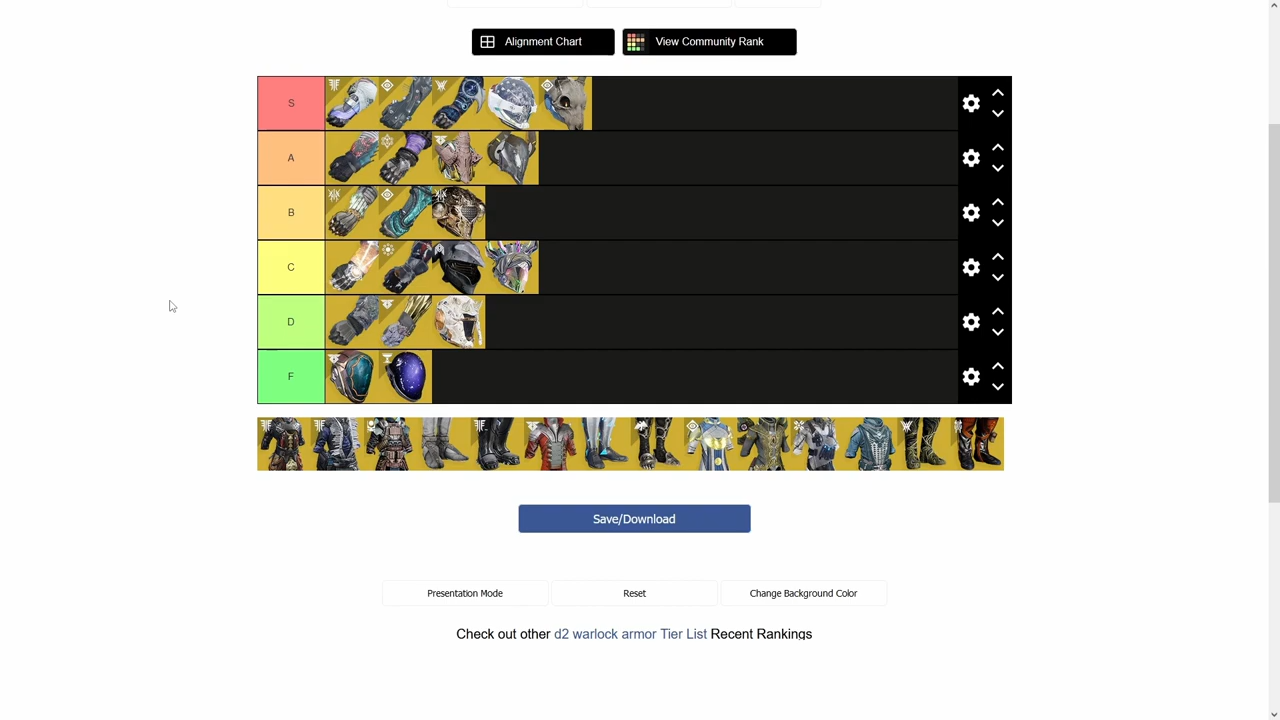 Alignment Chart
View Community Rank
S
A
B
C
D
F
Save/Download
Presentation Mode
Reset
Change Background Color
Check out other d2 warlock armor Tier List Recent Rankings